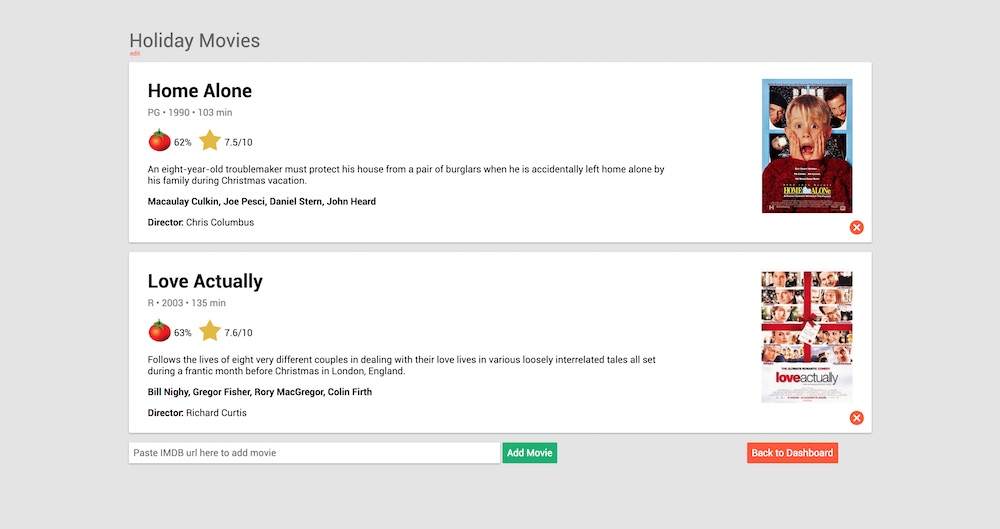 Holiday Movies
edit
Home Alone
PG • 1990 • 103 min
62% 7.5/10
An eight-year-old troublemaker must protect his house from a pair of burglars when he is accidentally left home alone by
his family during Christmas vacation.
Macaulay Culkin, Joe Pesci, Daniel Stern, John Heard
Director: Chris Columbus
HOME ALONe
Love Actually
R • 2003 • 135 min
63% 7.6/10
Follows the lives of eight very different couples in dealing with their love lives in various loosely interrelated tales all set
during a frantic month before Christmas in London, England.
Bill Nighy, Gregor Fisher, Rory MacGregor, Colin Firth
Director: Richard Curtis
THE ULTIMATE ROMANTIC COMEDY
loveactually
Paste IMDB url here to add movie
Add Movie
Back to Dashboard